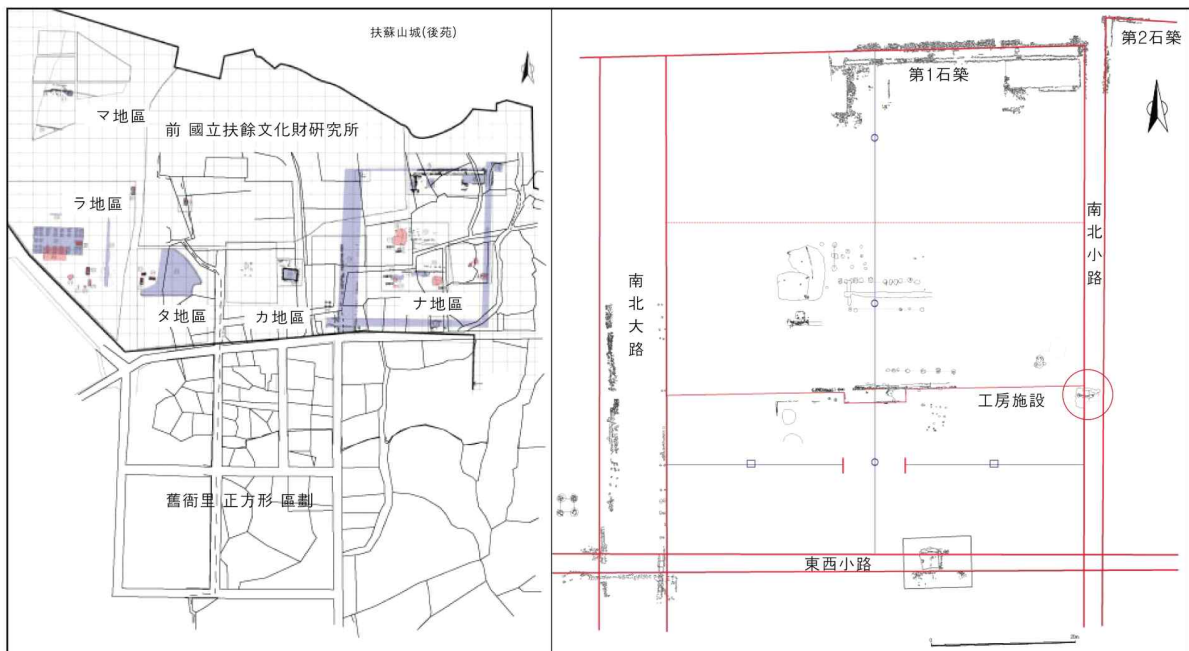 扶蘇山城(後苑)
マ地區
前 國立扶餘文化財硏究所
ラ地區
タ地區
カ地區
ナ地區
舊衙里 正方形 區劃
第2石築
第1石築
南北小路
南北大路
工房施設
東西小路
0
20m